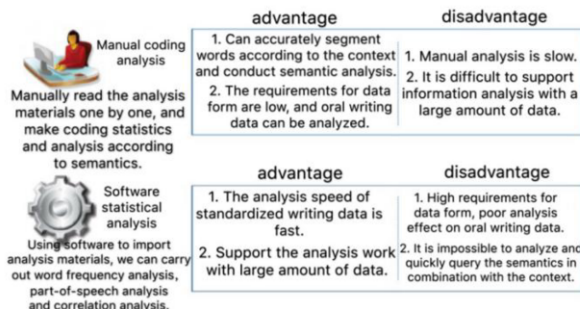 advantage
disadvantage
Manual coding
analysis
Manually read the analysis
materials one by one, and
make coding statistics
and analysis according
to semantics.
1. Can accurately segment
words according to the context
and conduct semantic analysis.
2. The requirements for data
form are low, and oral writing
data can be analyzed.
1. Manual analysis is slow.
2. It is difficult to support
information analysis with a
large amount of data.
advantage
disadvantage
Software
statistical
analysis
Using software to import
analysis materials, we can carry
out word frequency analysis,
part-of-speech analysis
and correlation analysis.
1. The analysis speed of
standardized writing data is
fast.
2. Support the analysis work
with large amount of data.
1. High requirements for
data form, poor analysis
effect on oral writing data.
2. It is impossible to analyze and
quickly query the semantics in
combination with the context.